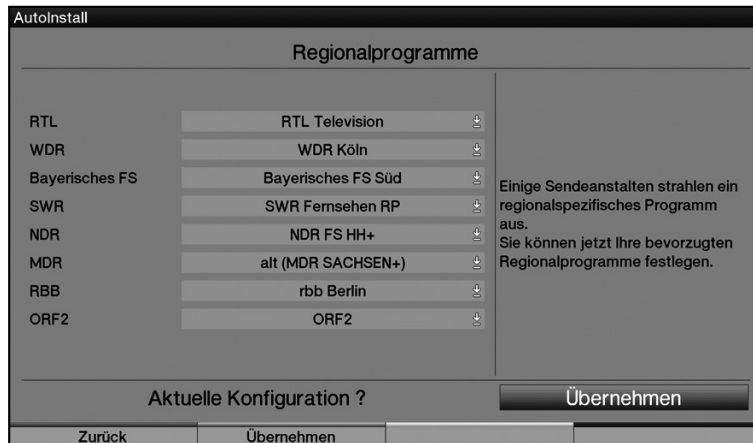 AutoInstall
Regionalprogramme
RTL RTL Television
WDR WDR Köln
Bayerisches FS Bayerisches FS Süd
SWR SWR Fernsehen RP
NDR NDR FS HH+
MDR alt (MDR SACHSEN+)
RBB rbb Berlin
ORF2 ORF2
Einige Sendeanstalten strahlen ein
regionalspezifisches Programm
aus.
Sie können jetzt Ihre bevorzugten
Regionalprogramme festlegen.
Aktuelle Konfiguration ? Übernehmen
Zurück Übernehmen